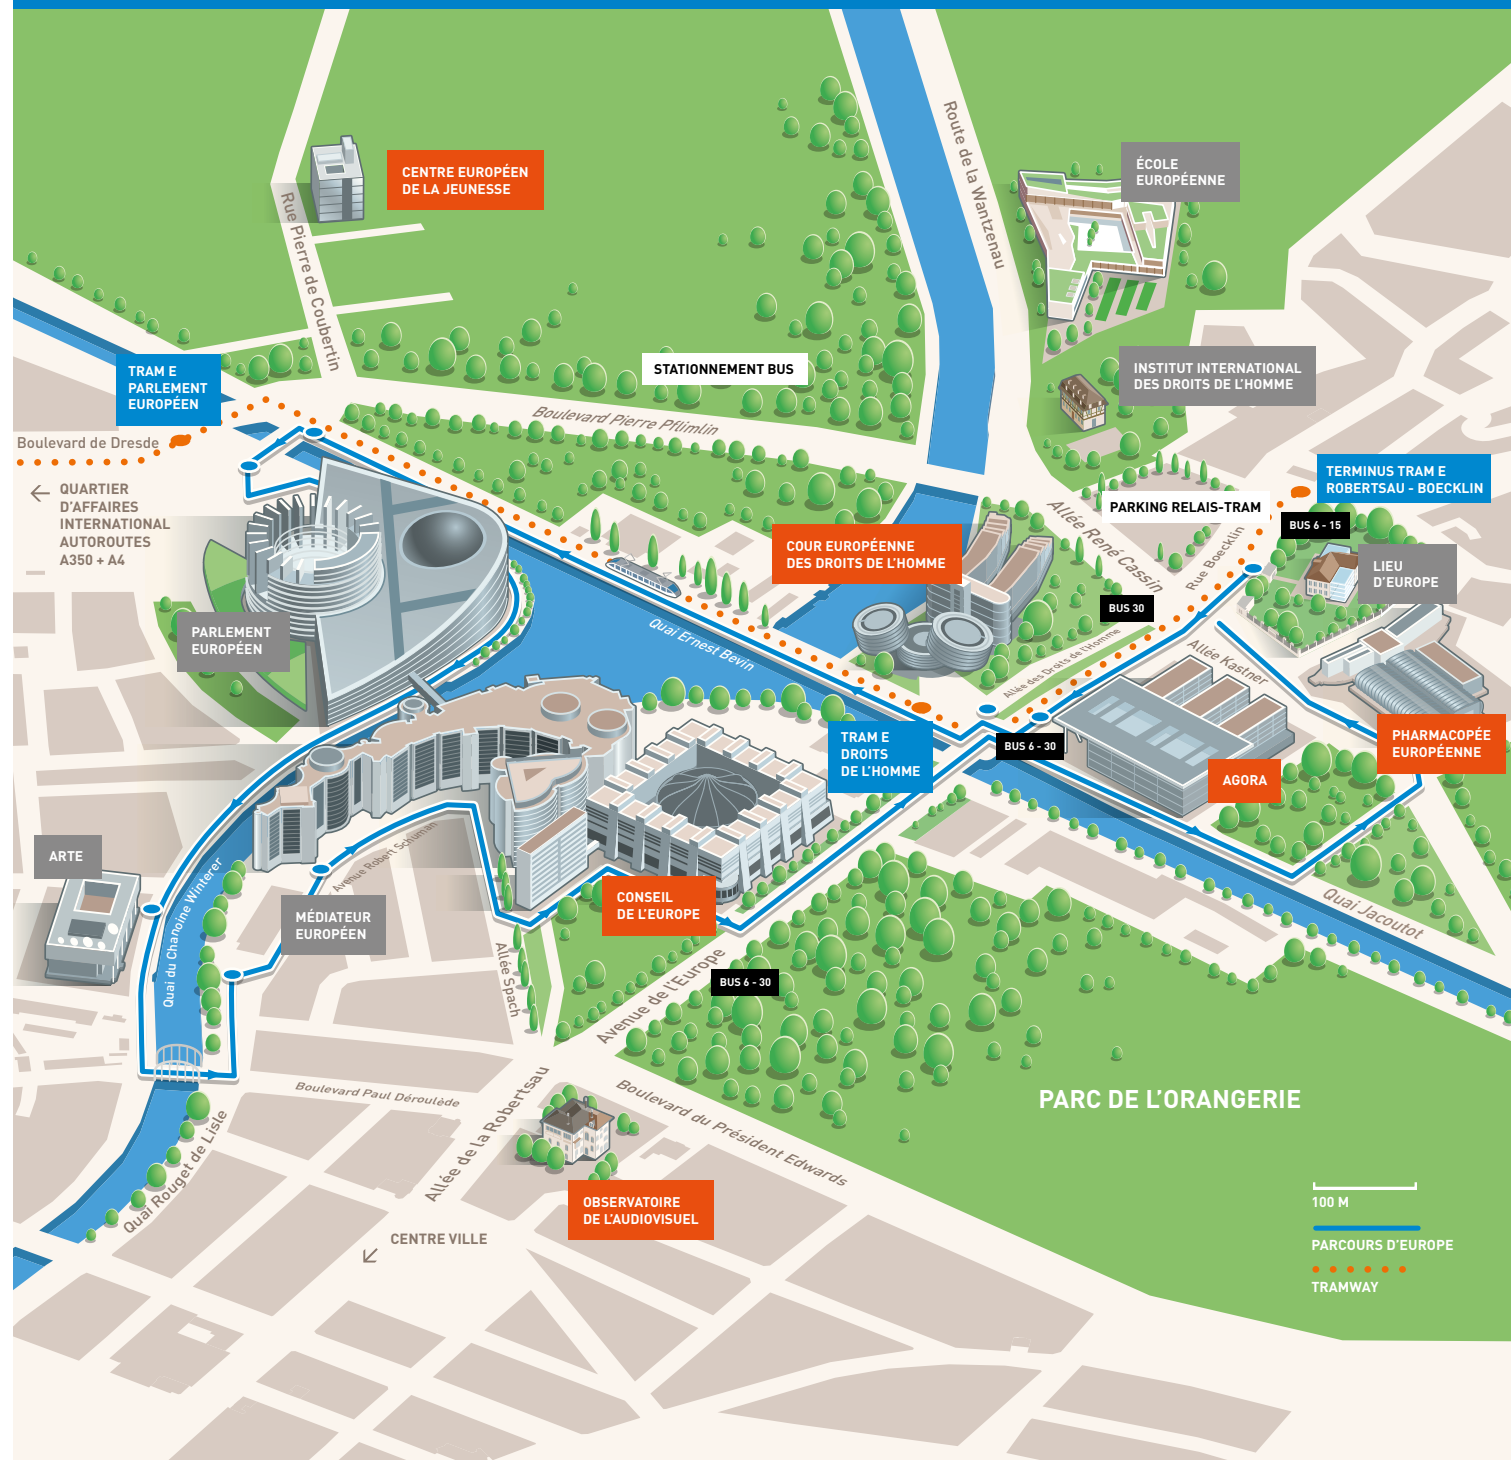 Route de la Wantzenau
ÉCOLE
EUROPÉENNE
CENTRE EUROPÉEN
DE LA JEUNESSE
Rue Pierre de Coubertin
TRAM E
PARLEMENT
EUROPÉEN
STATIONNEMENT BUS
INSTITUT INTERNATIONAL
DES DROITS DE L'HOMME
Boulevard Pierre Pflimlin
Boulevard de Dresde
QUARTIER
D'AFFAIRES
INTERNATIONAL
AUTOROUTES
A350 + A4
TERMINUS TRAM E
ROBERTSAU - BOECKLIN
PARKING RELAIS-TRAM
BUS 6 - 15
Allée René Cassin
Rue Boecklin
COUR EUROPÉENNE
DES DROITS DE L'HOMME
LIEU
D'EUROPE
BUS 30
PARLEMENT
EUROPÉEN
Quai Ernest Bevin
Allée des Droits de l'Homme
Allée Kastner
TRAM E
DROITS
DE L'HOMME
BUS 6 - 30
PHARMACOPÉE
EUROPÉENNE
AGORA
ARTE
Avenue Robert Schuman
Quai du Chanoine Winterer
MÉDIATEUR
EUROPÉEN
CONSEIL
DE L'EUROPE
Quai Jacoutot
Allée Spach
Avenue de l'Europe
BUS 6 - 30
Boulevard Paul Déroulède
Allée de la Robertsau
Boulevard du Président Edwards
PARC DE L'ORANGERIE
Quai Rouget de Lisle
OBSERVATOIRE
DE L'AUDIOVISUEL
CENTRE VILLE
100 M
PARCOURS D'EUROPE
TRAMWAY